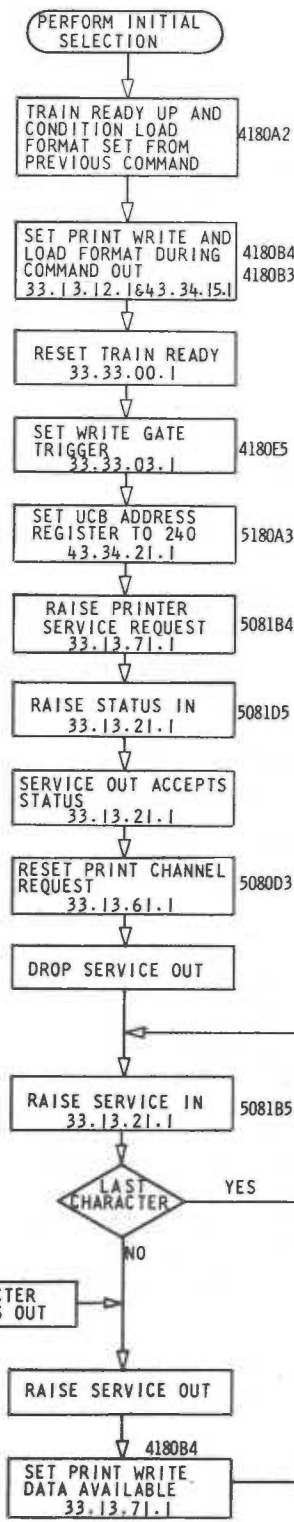 PERFORM INITIAL
SELECTION
TRAIN READY UP AND
CONDITION LOAD
FORMAT SET FROM
PREVIOUS COMMAND
4180A2
SET PRINT WRITE AND
LOAD FORMAT DURING
COMMAND OUT
33.13.12.1&43.34.15.1
4180B4
4180B3
RESET TRAIN READY
33.33.00.1
SET WRITE GATE
TRIGGER
33.33.03.1
4180E5
SET UCB ADDRESS
REGISTER TO 240
43.34.21.1
5180A3
RAISE PRINTER
SERVICE REQUEST
33.13.71.1
5081B4
RAISE STATUS IN
33.13.21.1
5081D5
SERVICE OUT ACCEPTS
STATUS
33.13.21.1
RESET PRINT CHANNEL
REQUEST
33.13.61.1
5080D3
DROP SERVICE OUT
RAISE SERVICE IN
33.13.21.1
5081B5
LAST
CHARACTER
YES
NO
CTER
S OUT
RAISE SERVICE OUT
4180B4
SET PRINT WRITE
DATA AVAILABLE
33.13.71.1